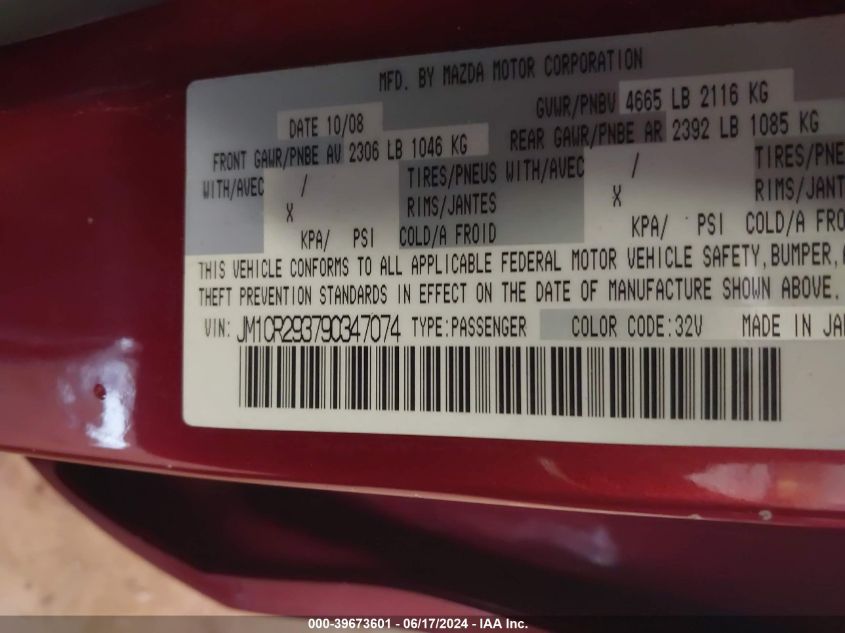 MFD. BY MAZDA MOTOR CORPORATION
DATE 10/08 GVWR/PNBV 4665 LB 2116 KG
FRONT GAWR/PNBE AV 2306 LB 1046 KG REAR GAWR/PNBE AR 2392 LB 1085 KG
WITH/AVEC / TIRES/PNEUS WITH/AVEC / TIRES/PNE
X RIMS/JANTES X RIMS/JANTES
KPA/ PSI COLD/A FROID KPA/ PSI COLD/A FRO
THIS VEHICLE CONFORMS TO ALL APPLICABLE FEDERAL MOTOR VEHICLE SAFETY, BUMPER, A
THEFT PREVENTION STANDARDS IN EFFECT ON THE DATE OF MANUFACTURE SHOWN ABOVE.
VIN: JM1CR293790347074 TYPE:PASSENGER COLOR CODE:32V MADE IN JA
000-39673601 - 06/17/2024 - IAA Inc.